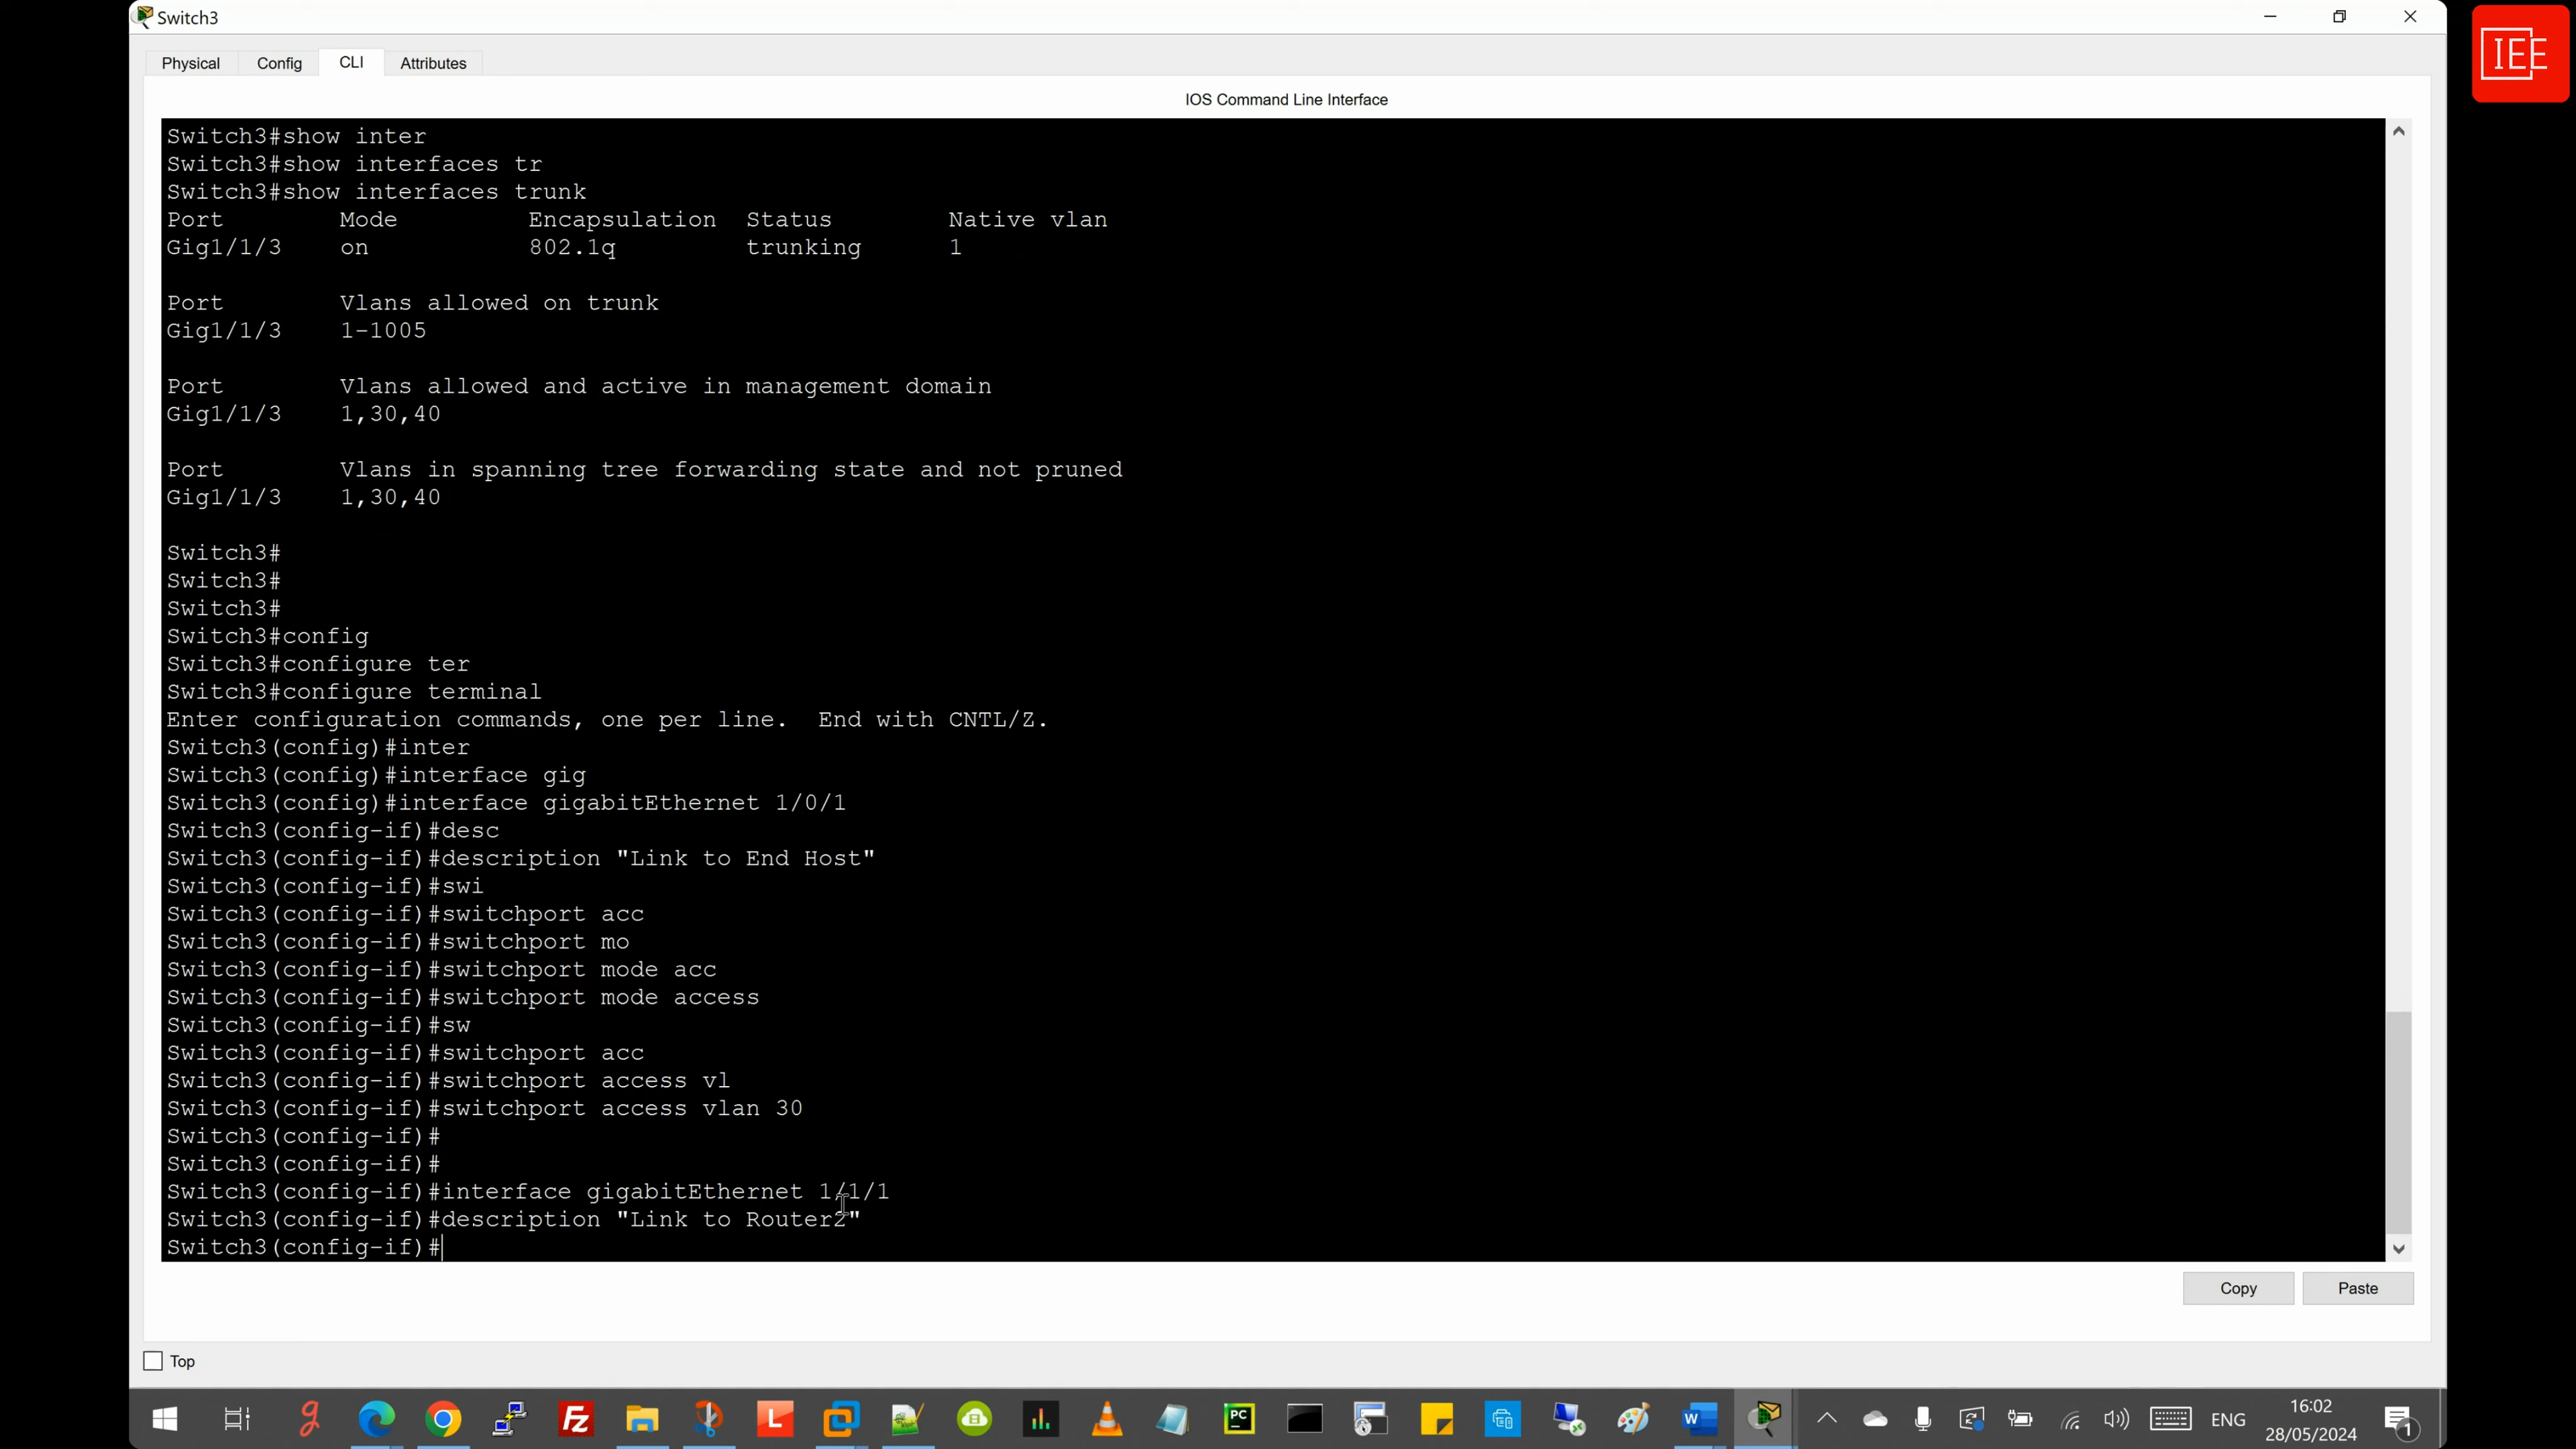 Switch3
IEE
Physical Config CLI Attributes
IOS Command Line Interface
Switch3#show inter
Switch3#show interfaces tr
Switch3#show interfaces trunk
Port Mode Encapsulation Status Native vlan
Gig1/1/3 on 802.1q trunking 1
Port Vlans allowed on trunk
Gig1/1/3 1-1005
Port Vlans allowed and active in management domain
Gig1/1/3 1,30,40
Port Vlans in spanning tree forwarding state and not pruned
Gig1/1/3 1,30,40
Switch3#
Switch3#
Switch3#
Switch3#config
Switch3#configure ter
Switch3#configure terminal
Enter configuration commands, one per line. End with CNTL/Z.
Switch3(config)#inter
Switch3(config)#interface gig
Switch3(config)#interface gigabitEthernet 1/0/1
Switch3(config-if)#desc
Switch3(config-if)#description "Link to End Host"
Switch3(config-if)#swi
Switch3(config-if)#switchport acc
Switch3(config-if)#switchport mo
Switch3(config-if)#switchport mode acc
Switch3(config-if)#switchport mode access
Switch3(config-if)#sw
Switch3(config-if)#switchport acc
Switch3(config-if)#switchport access vl
Switch3(config-if)#switchport access vlan 30
Switch3(config-if)#
Switch3(config-if)#
Switch3(config-if)#interface gigabitEthernet 1/1/1
Switch3(config-if)#description "Link to Router2"
Switch3(config-if)#
Copy Paste
Top
g FZ L PC W ENG 16:02
28/05/2024 1